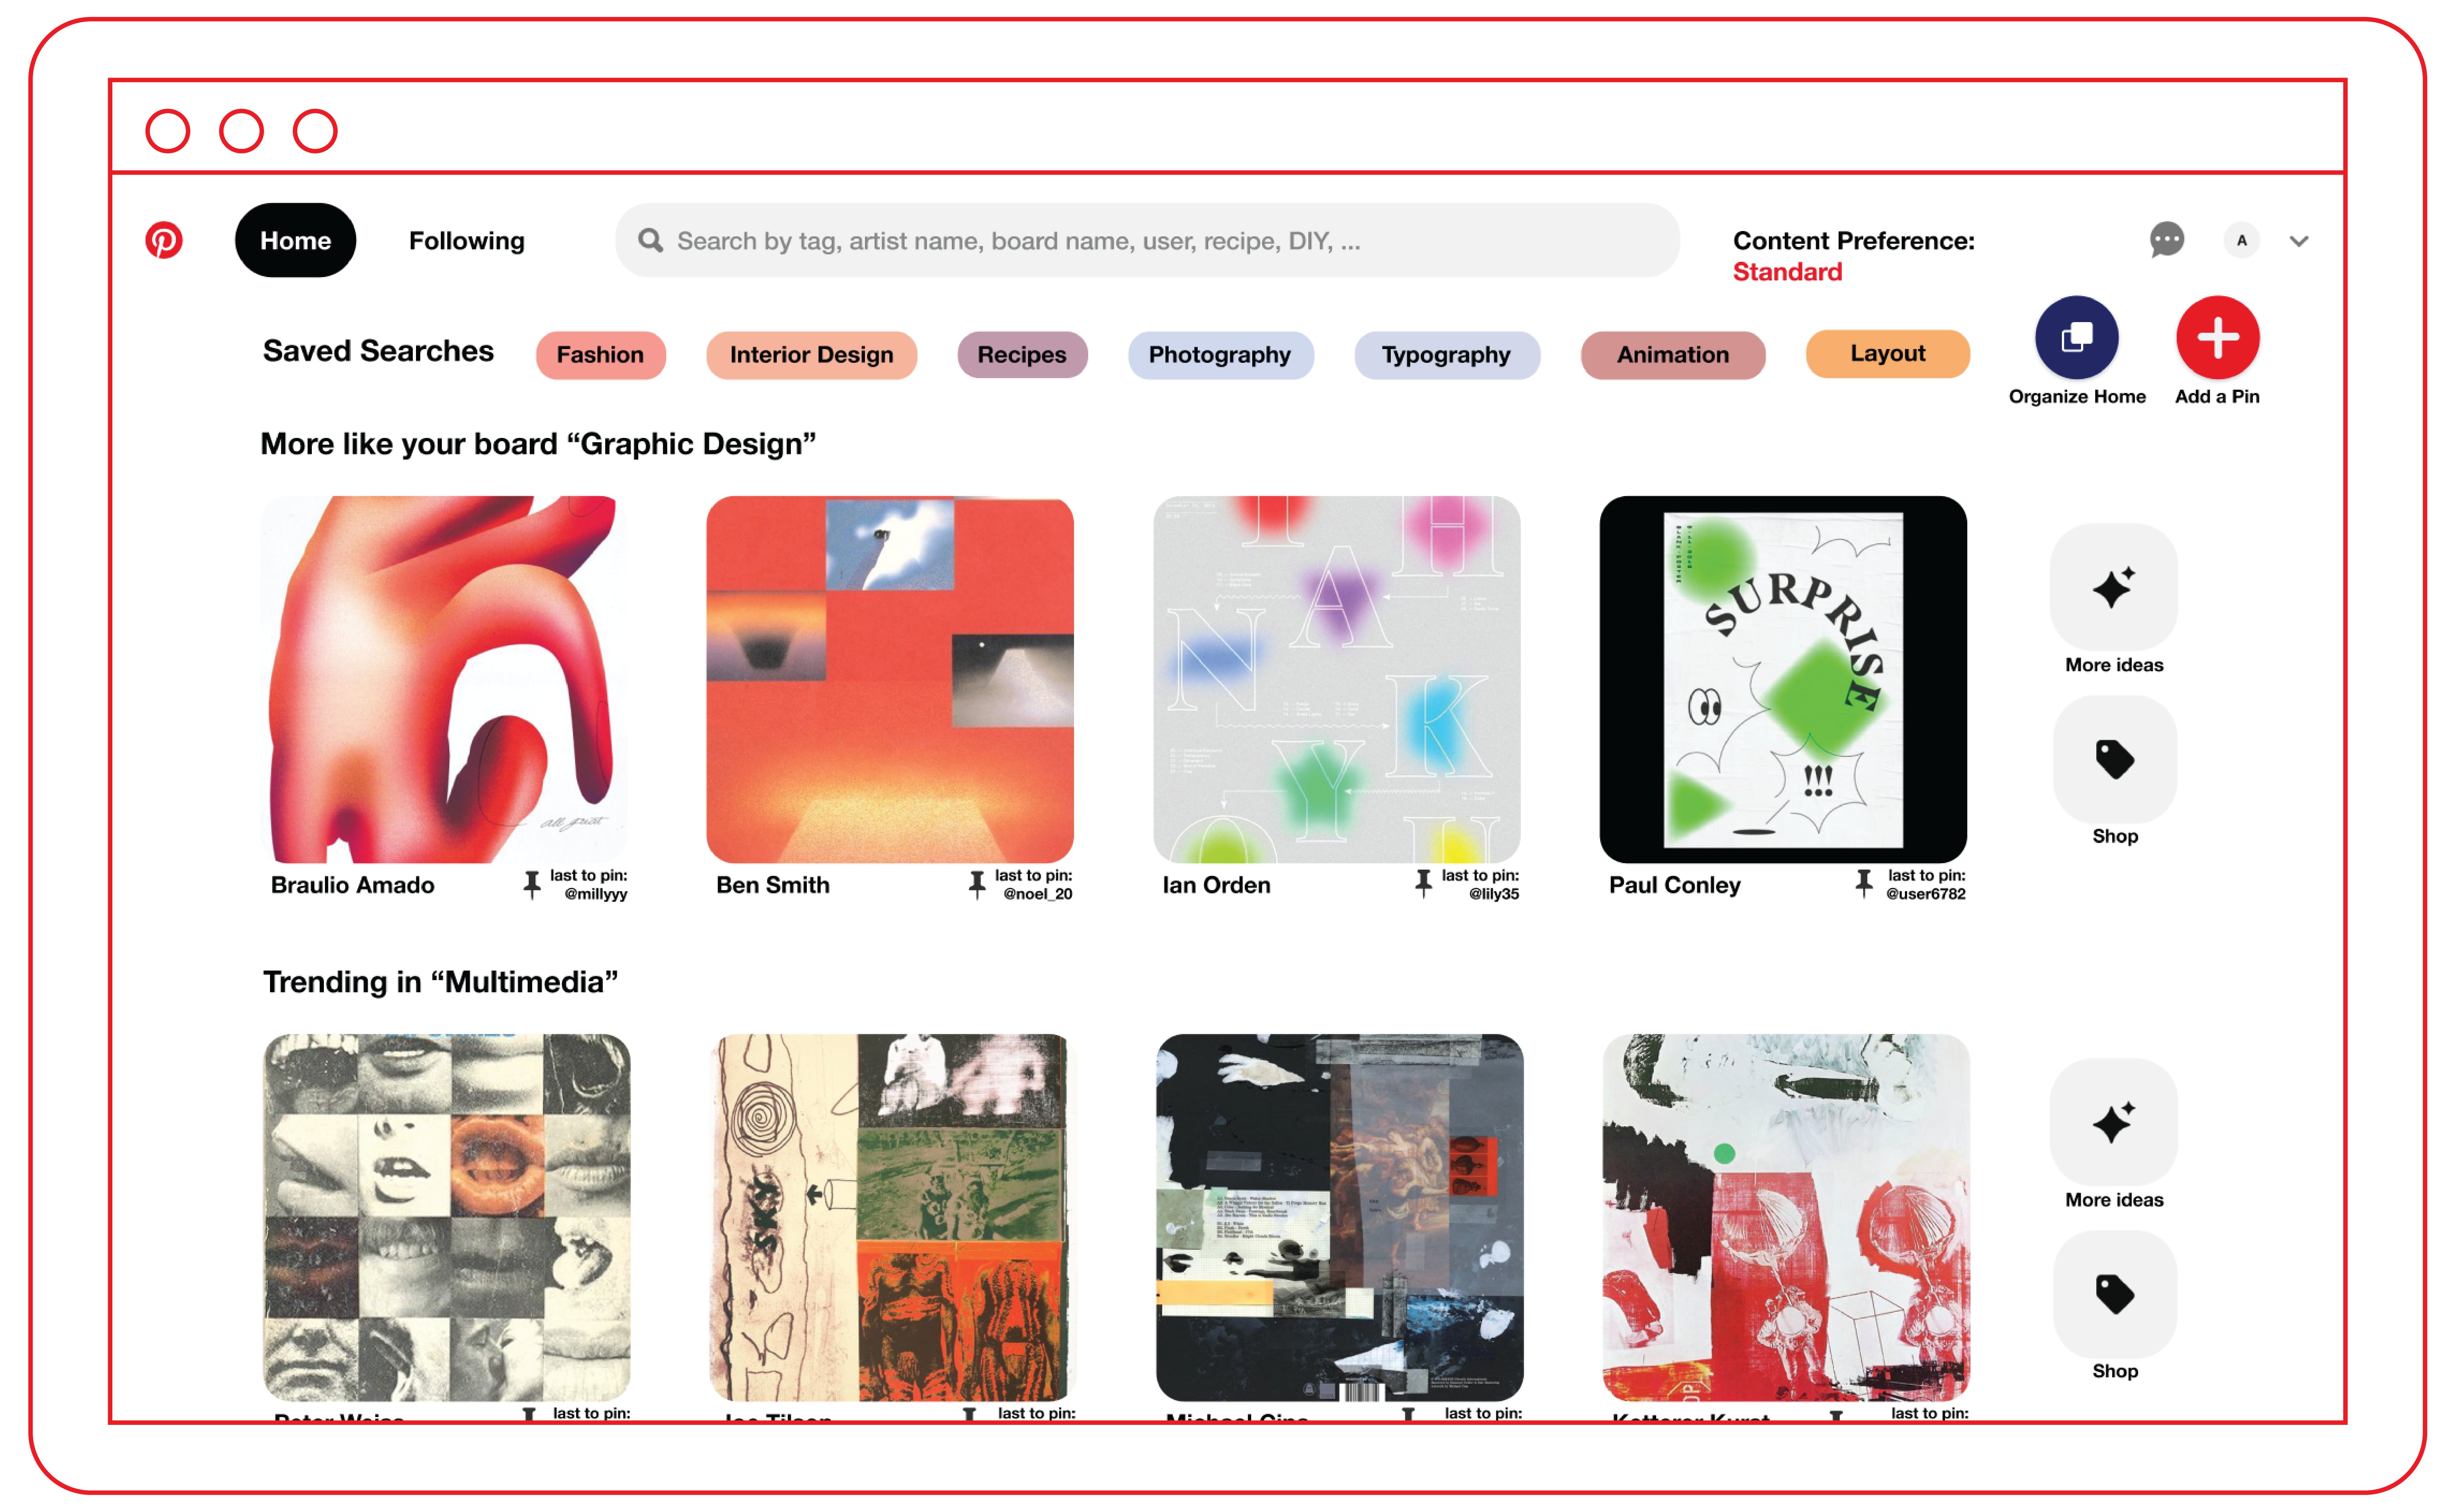 Home
Following
Search by tag, artist name, board name, user, recipe, DIY, ...
Content Preference:
Standard
A
Saved Searches
Fashion
Interior Design
Recipes
Photography
Typography
Animation
Layout
Organize Home
Add a Pin
More like your board “Graphic Design”
all great
H
A
N
K
Y
SURPRISE
!!!
More ideas
Shop
Braulio Amado
last to pin:
@millyyy
Ben Smith
last to pin:
@noel_20
Ian Orden
last to pin:
@lily35
Paul Conley
last to pin:
@user6782
Trending in “Multimedia”
SKY
More ideas
Shop
last to pin:
last to pin:
last to pin:
last to pin: